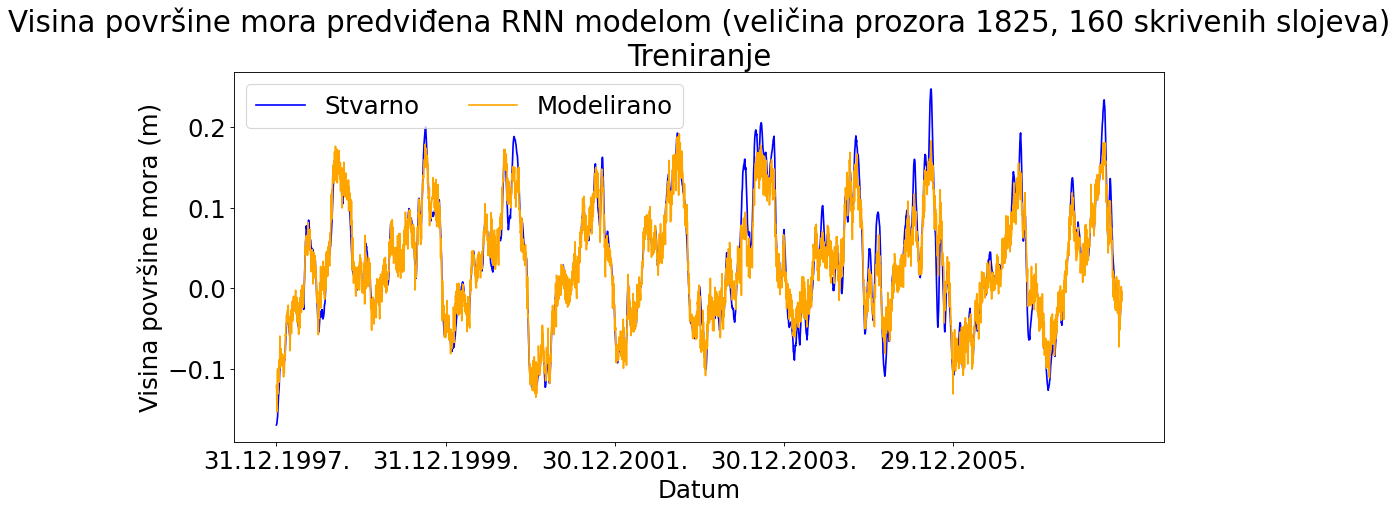 Visina površine mora predviđena RNN modelom (veličina prozora 1825, 160 skrivenih slojeva)
Treniranje
Stvarno
Modelirano
Visina površine mora (m)
0.2
0.1
0.0
−0.1
31.12.1997.
31.12.1999.
30.12.2001.
30.12.2003.
29.12.2005.
Datum